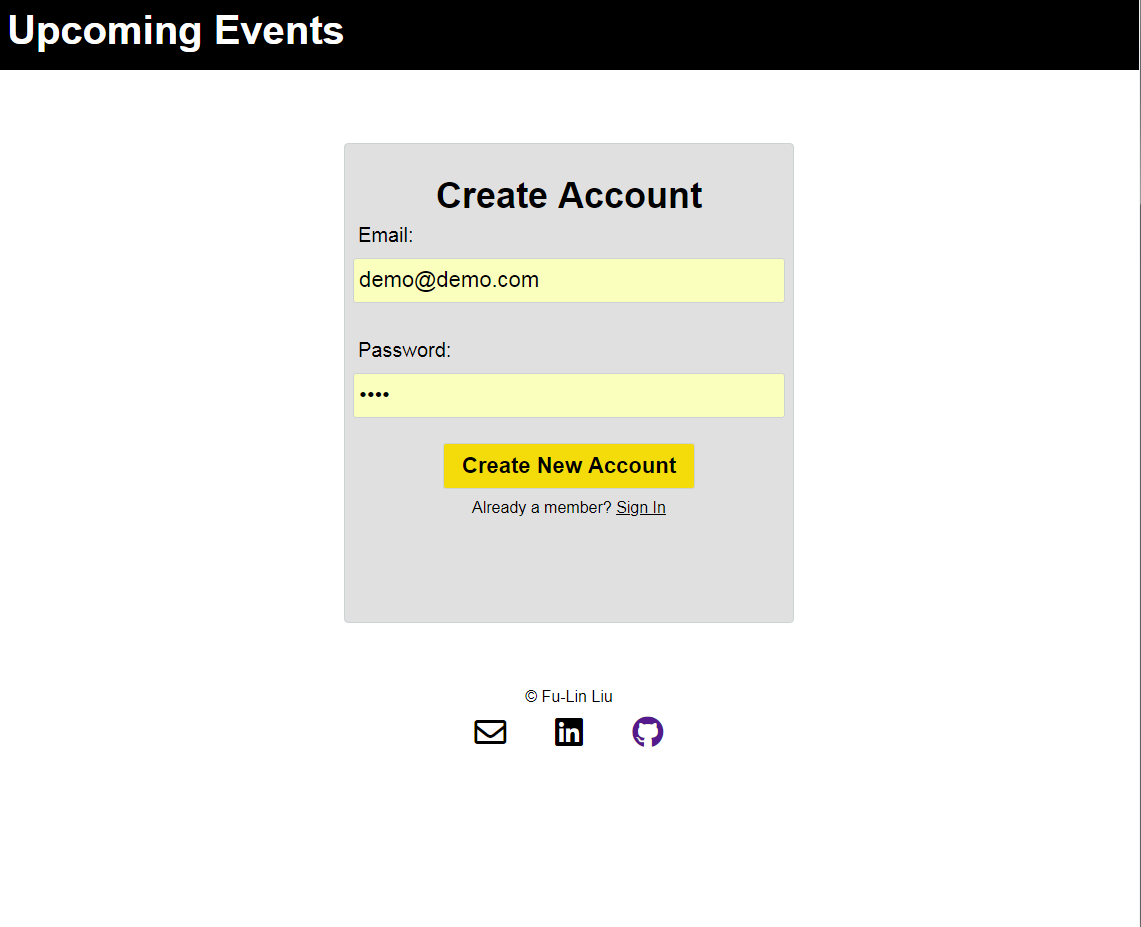 Upcoming Events
Create Account
Email:
demo@demo.com
Password:
••••
Create New Account
Already a member? Sign In
© Fu-Lin Liu
in